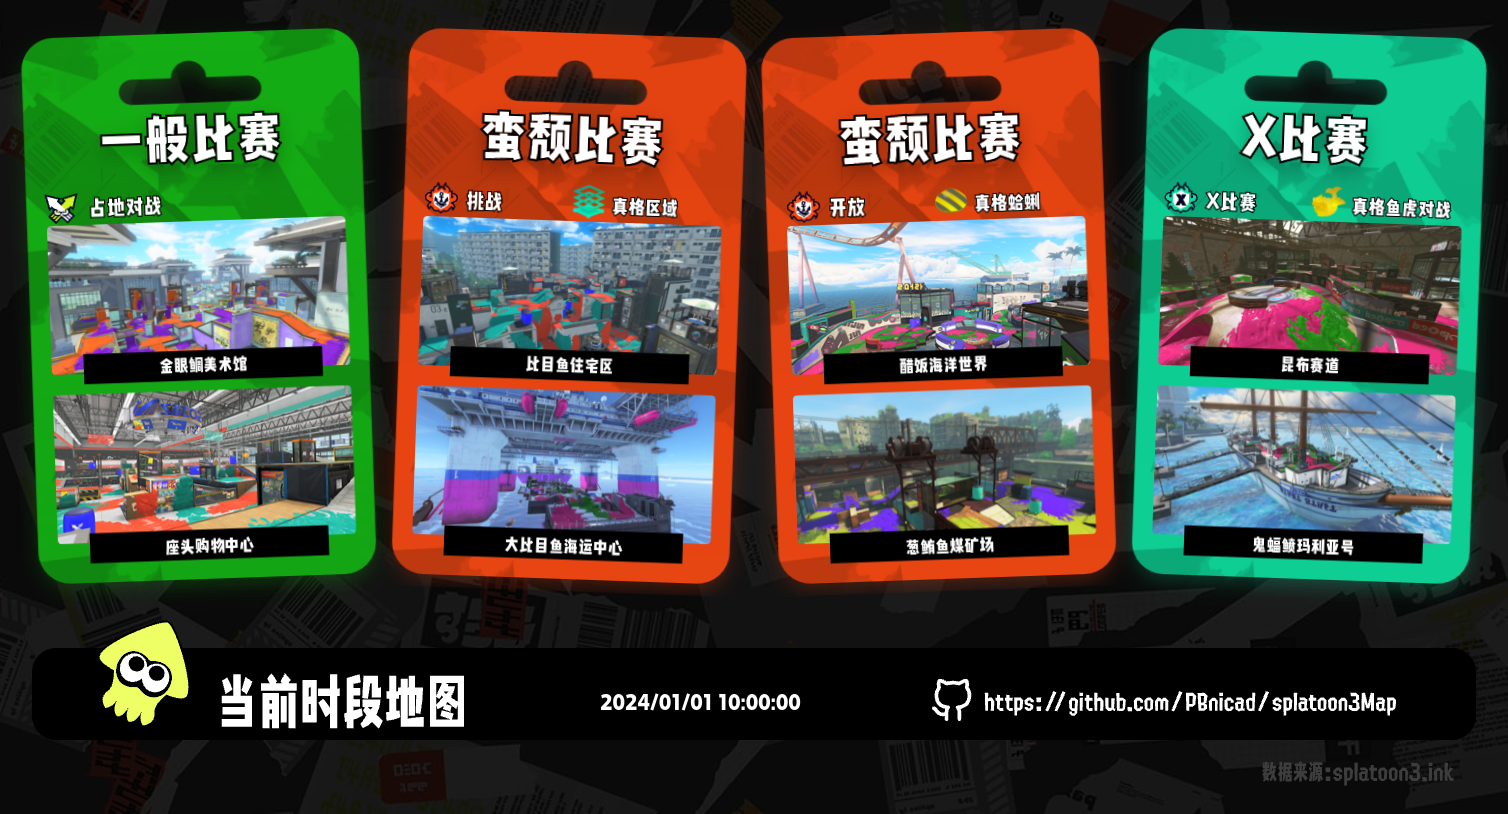 一般比赛
占地对战
金眼鲷美术馆
座头购物中心
蛮颓比赛
挑战
真格区域
比目鱼住宅区
大比目鱼海运中心
蛮颓比赛
开放
真格蛤蜊
醋饭海洋世界
葱鲔鱼煤矿场
X比赛
X比赛
真格鱼虎对战
昆布赛道
鬼蝠鲼玛利亚号
当前时段地图
2024/01/01 10:00:00
https://github.com/PBnicad/splatoon3Map
数据来源:splatoon3.ink